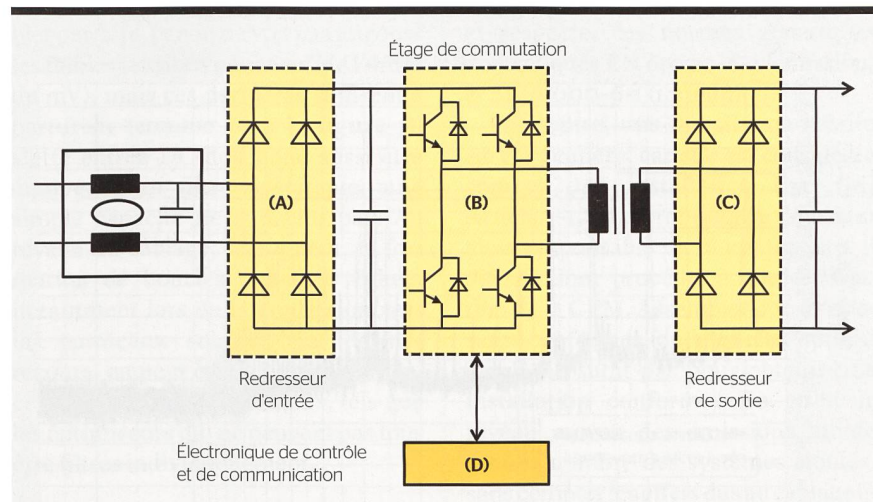 Étage de commutation
(A)
(B)
(C)
Redresseur
d'entrée
Redresseur
de sortie
Électronique de contrôle
et de communication
(D)